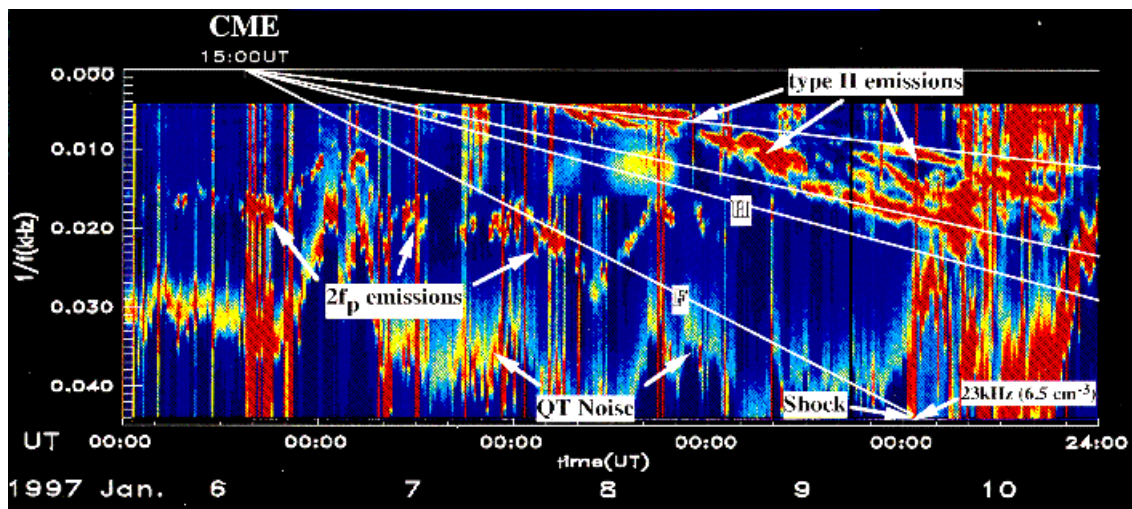 CME
15:00UT
0.000
type II emissions
0.010
H
0.020
1/f(kHz)
F
2fp emissions
0.030
0.040
QT Noise
Shock
23kHz (6.5 cm-3)
UT 00:00 00:00 00:00 00:00 00:00 24:00
time(UT)
1997 Jan. 6 7 8 9 10